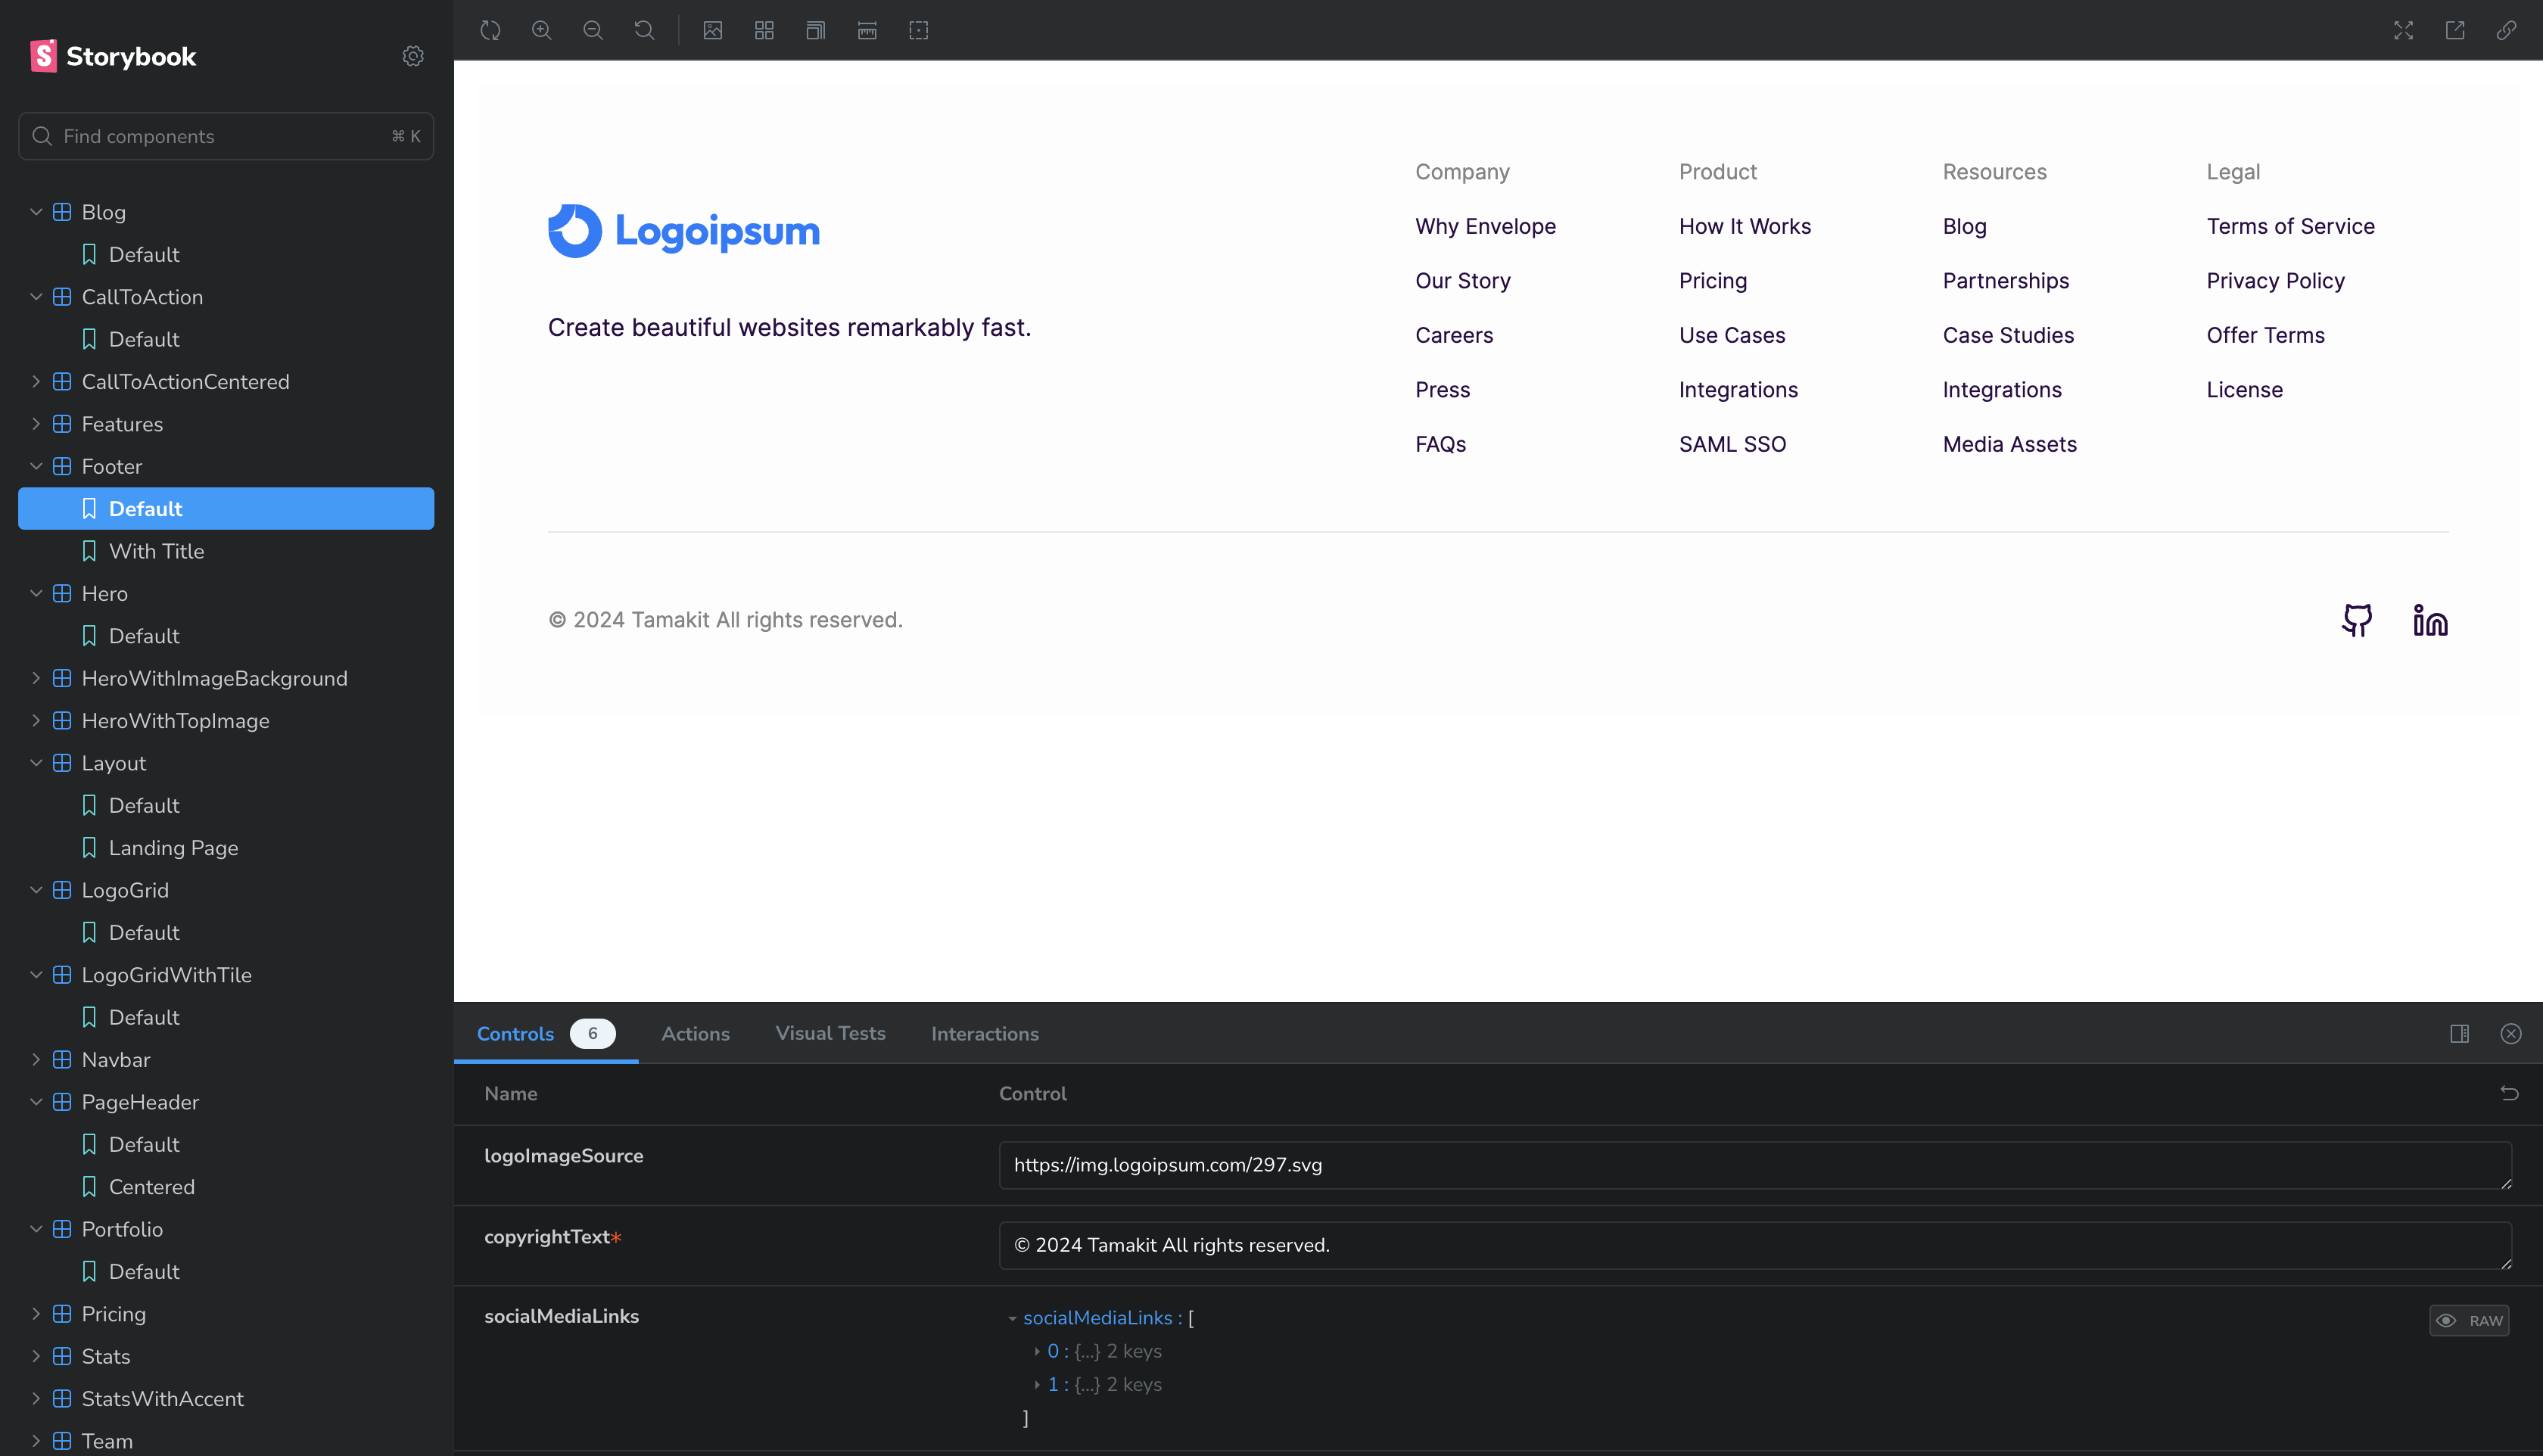 Storybook
Find components
⌘ K
Blog
Default
CallToAction
Default
CallToActionCentered
Features
Footer
Default
With Title
Hero
Default
HeroWithImageBackground
HeroWithTopImage
Layout
Default
Landing Page
LogoGrid
Default
LogoGridWithTile
Default
Navbar
PageHeader
Default
Centered
Portfolio
Default
Pricing
Stats
StatsWithAccent
Team
Logoipsum
Create beautiful websites remarkably fast.
Company
Why Envelope
Our Story
Careers
Press
FAQs
Product
How It Works
Pricing
Use Cases
Integrations
SAML SSO
Resources
Blog
Partnerships
Case Studies
Integrations
Media Assets
Legal
Terms of Service
Privacy Policy
Offer Terms
License
© 2024 Tamakit All rights reserved.
Controls 6 Actions Visual Tests Interactions
Name Control
logoImageSource https://img.logoipsum.com/297.svg
copyrightText* © 2024 Tamakit All rights reserved.
socialMediaLinks socialMediaLinks : [ RAW
0 : {...} 2 keys
1 : {...} 2 keys
]